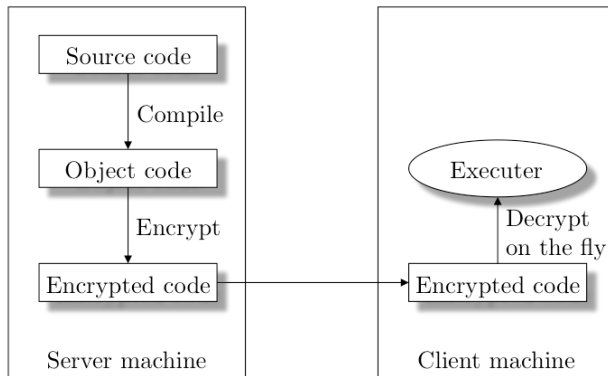 Source code
Compile
Object code
Encrypt
Encrypted code
Server machine
Executer
Decrypt
on the fly
Encrypted code
Client machine